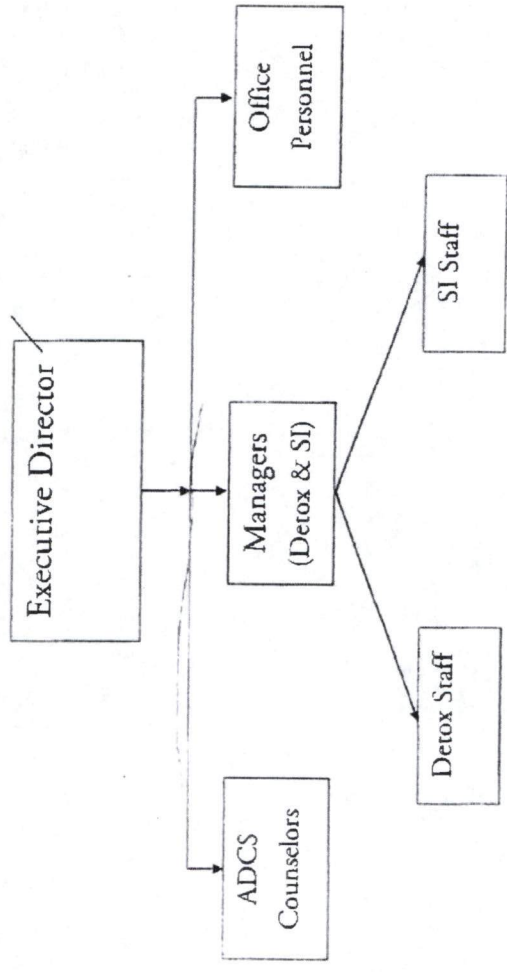 Executive Director
ADCS
Counselors
Managers
(Detox & SI)
Office
Personnel
Detox Staff
SI Staff